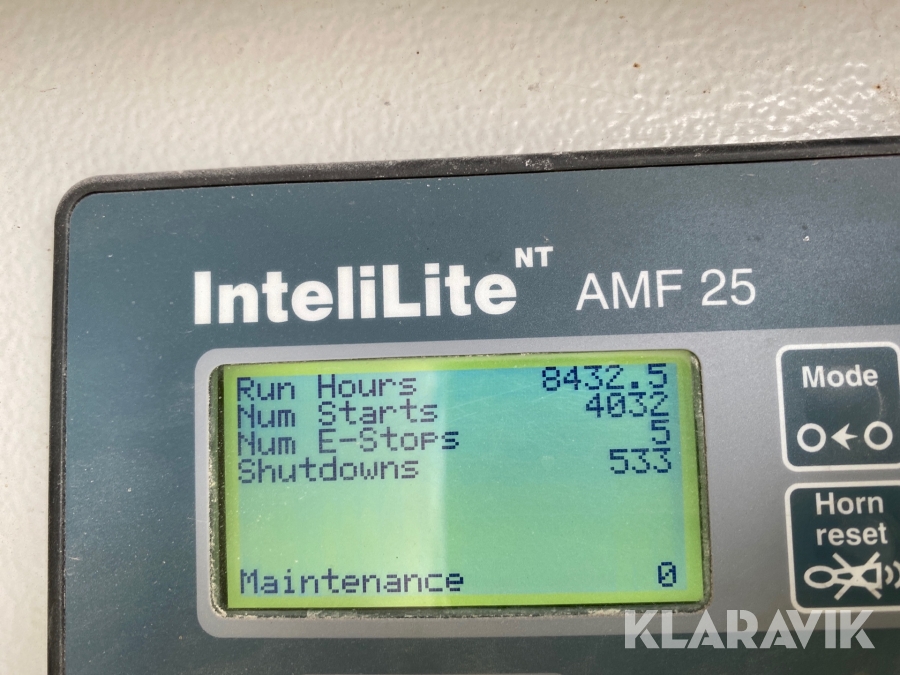 InteliLite NT AMF 25
Run Hours 8432.5
Num Starts 4032
Num E-Stops 5
Shutdowns 533
Maintenance 0
Mode
Horn
reset
KLARAVIK